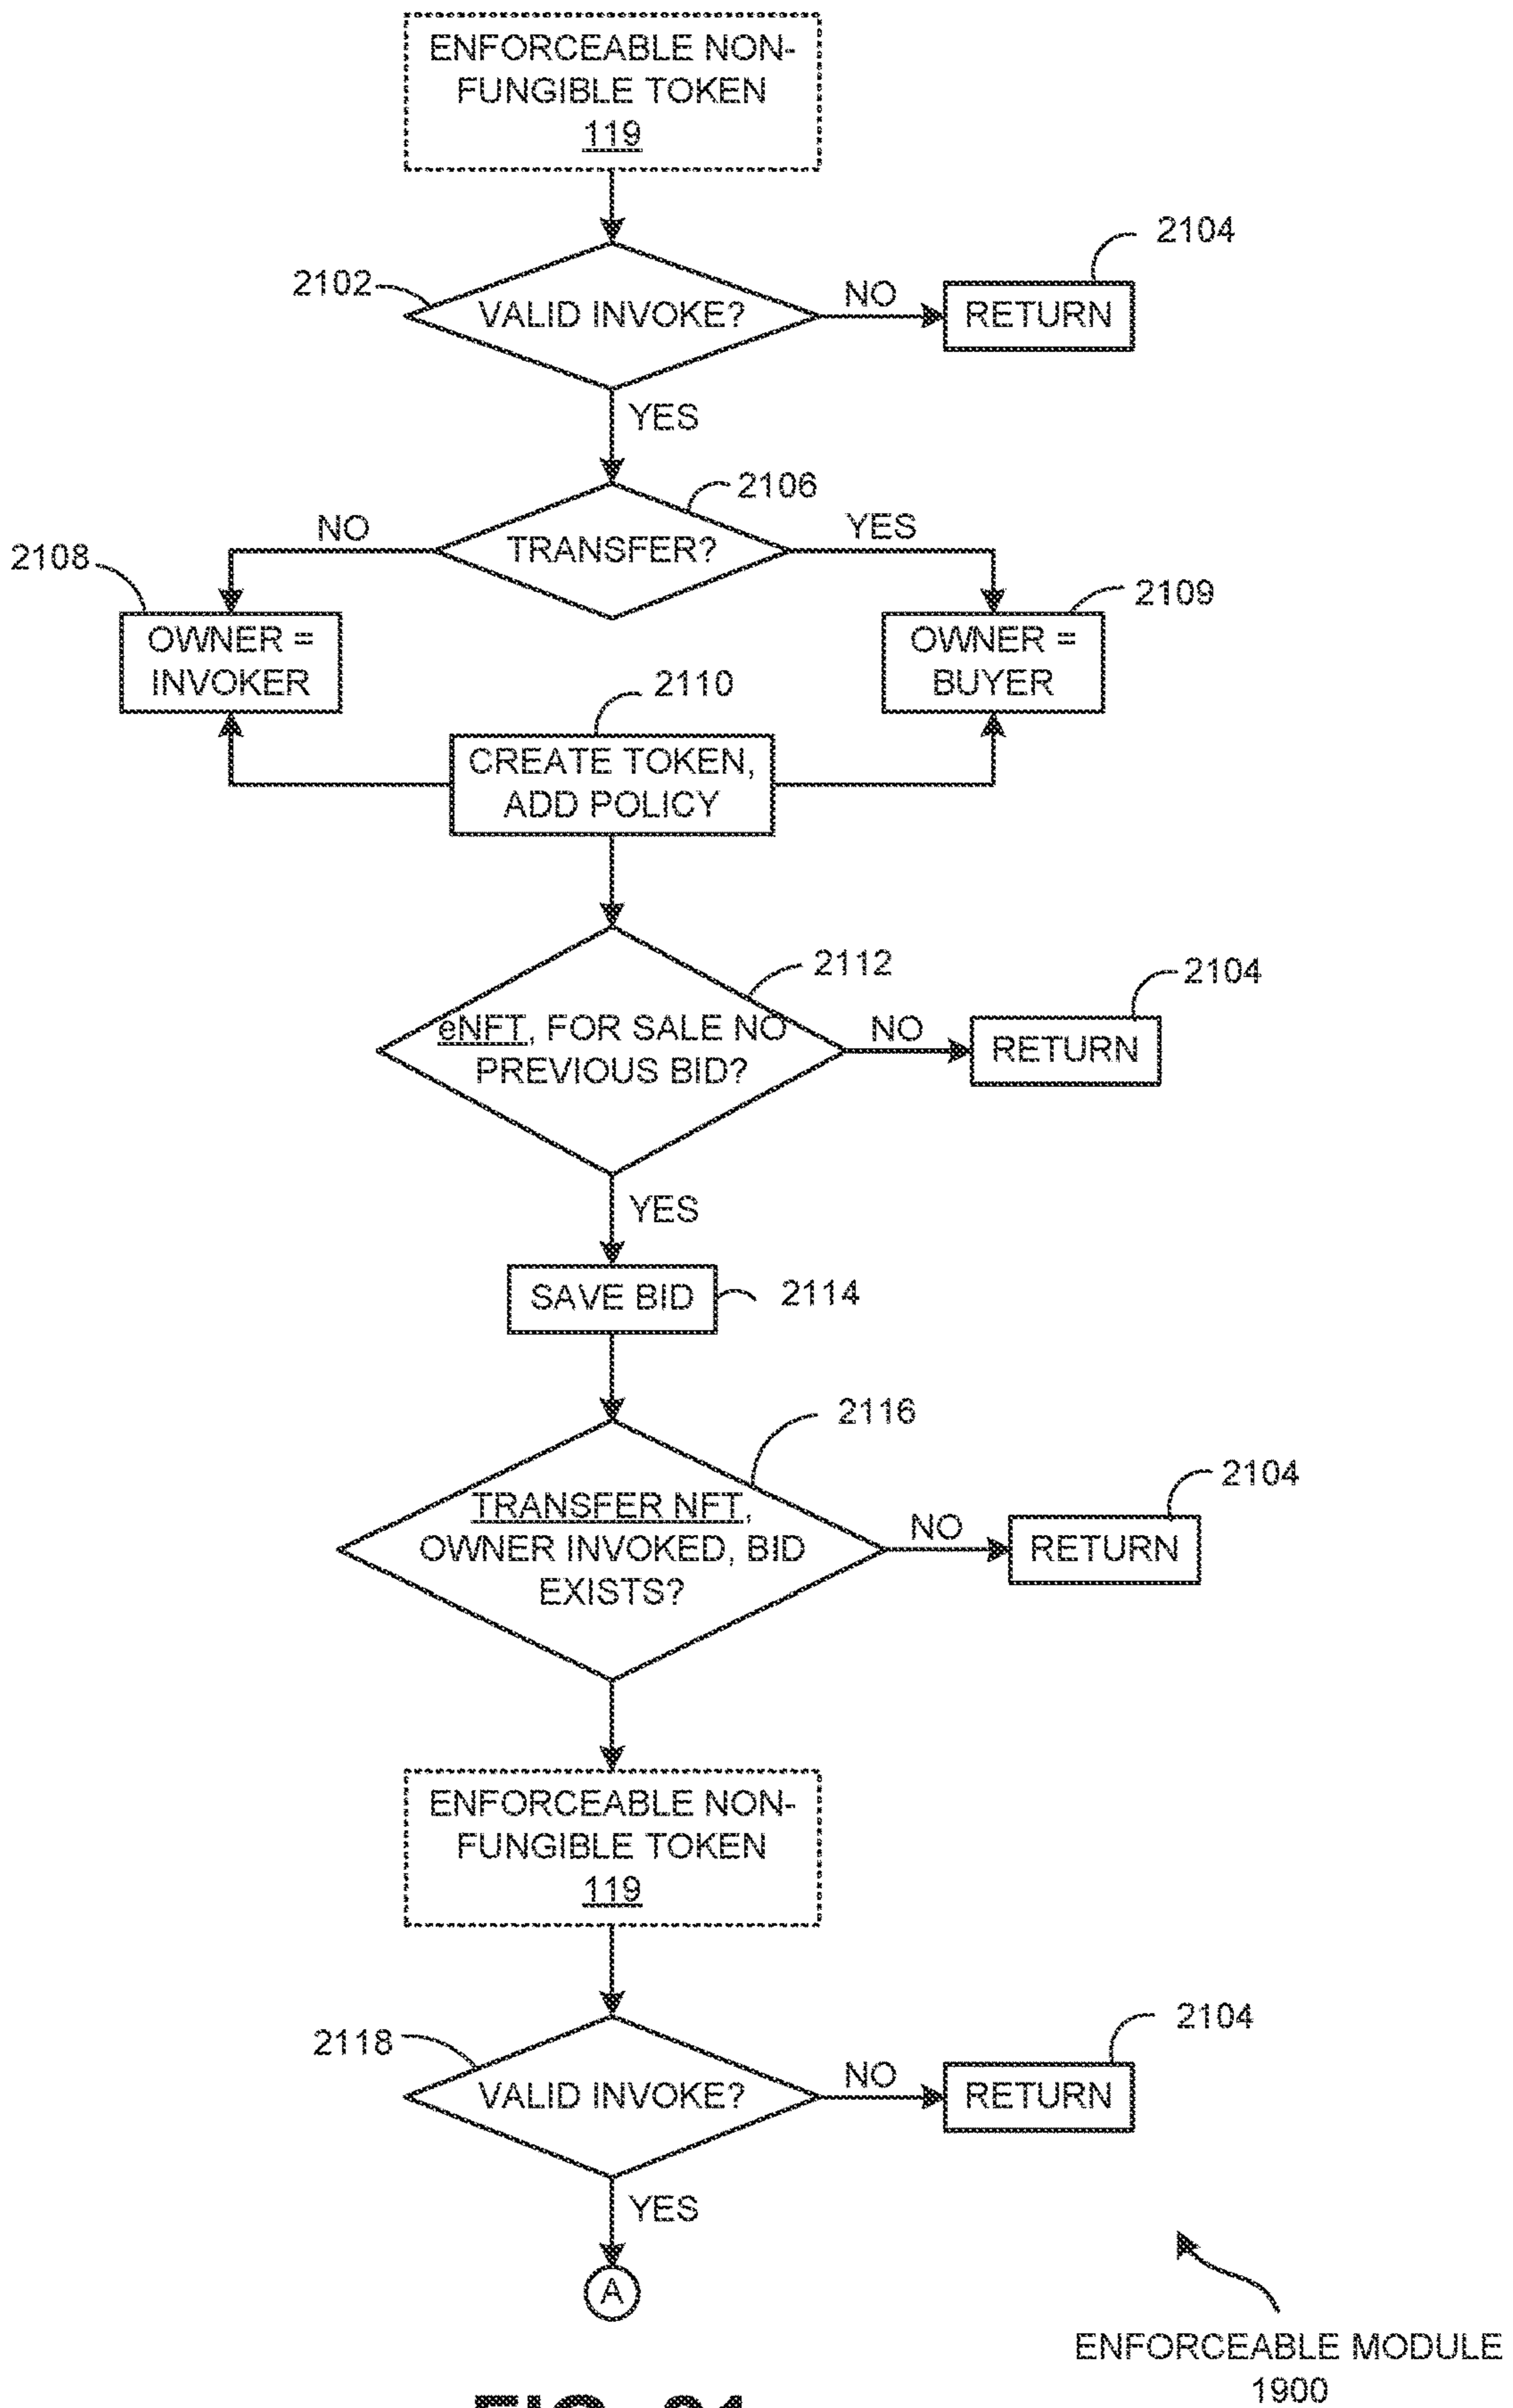 ENFORCEABLE NON-
FUNGIBLE TOKEN
119
2104
2102
VALID INVOKE?
NO
RETURN
YES
2106
NO
TRANSFER?
YES
2108
2109
OWNER =
INVOKER
OWNER =
BUYER
2110
CREATE TOKEN,
ADD POLICY
2112
2104
eNFT, FOR SALE NO
PREVIOUS BID?
NO
RETURN
YES
SAVE BID
2114
2116
2104
TRANSFER NFT,
OWNER INVOKED, BID
EXISTS?
NO
RETURN
ENFORCEABLE NON-
FUNGIBLE TOKEN
119
2104
2118
VALID INVOKE?
NO
RETURN
YES
A
ENFORCEABLE MODULE
1900